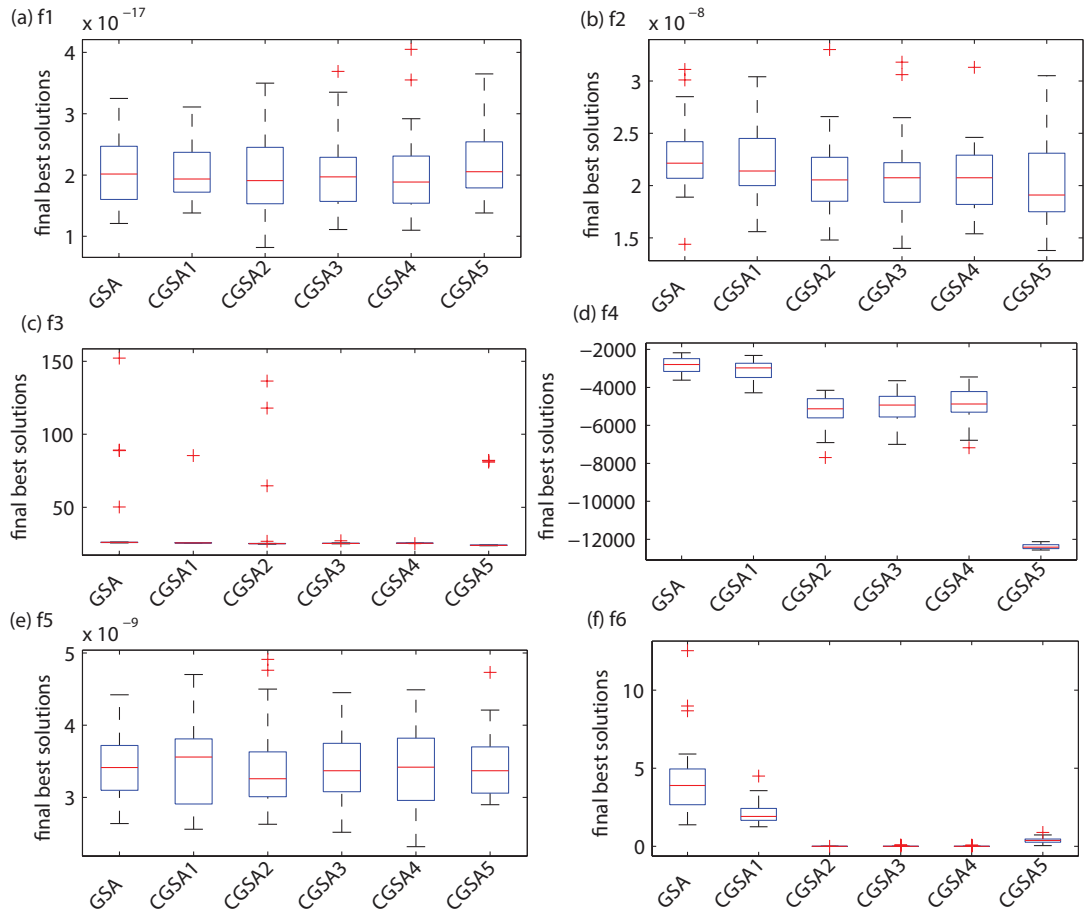 (a) f1
x 10⁻¹⁷
final best solutions
4
3
2
1
GSA
CGSA1
CGSA2
CGSA3
CGSA4
CGSA5
(b) f2
x 10⁻⁸
final best solutions
3
2.5
2
1.5
GSA
CGSA1
CGSA2
CGSA3
CGSA4
CGSA5
(c) f3
final best solutions
150
100
50
GSA
CGSA1
CGSA2
CGSA3
CGSA4
CGSA5
(d) f4
final best solutions
−2000
−4000
−6000
−8000
−10000
−12000
GSA
CGSA1
CGSA2
CGSA3
CGSA4
CGSA5
(e) f5
x 10⁻⁹
final best solutions
5
4
3
GSA
CGSA1
CGSA2
CGSA3
CGSA4
CGSA5
(f) f6
final best solutions
10
5
0
GSA
CGSA1
CGSA2
CGSA3
CGSA4
CGSA5